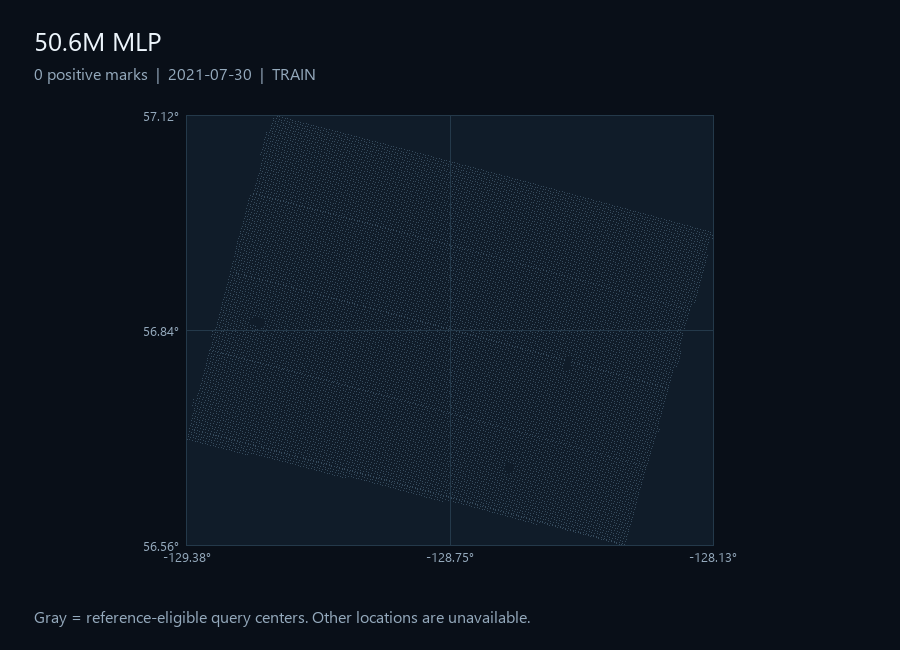 50.6M MLP
0 positive marks | 2021-07-30 | TRAIN
57.12°
56.84°
56.56°
-129.38°
-128.75°
-128.13°
Gray = reference-eligible query centers. Other locations are unavailable.